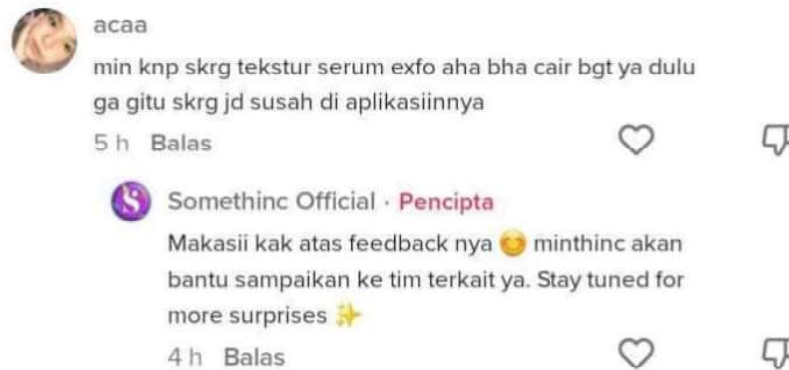 acaa
min knp skrg tekstur serum exfo aha bha cair bgt ya dulu
ga gitu skrg jd susah di aplikasiinnya
5 h Balas
Somethinc Official · Pencipta
Makasii kak atas feedback nya 😊 minthinc akan
bantu sampaikan ke tim terkait ya. Stay tuned for
more surprises ✨
4 h Balas